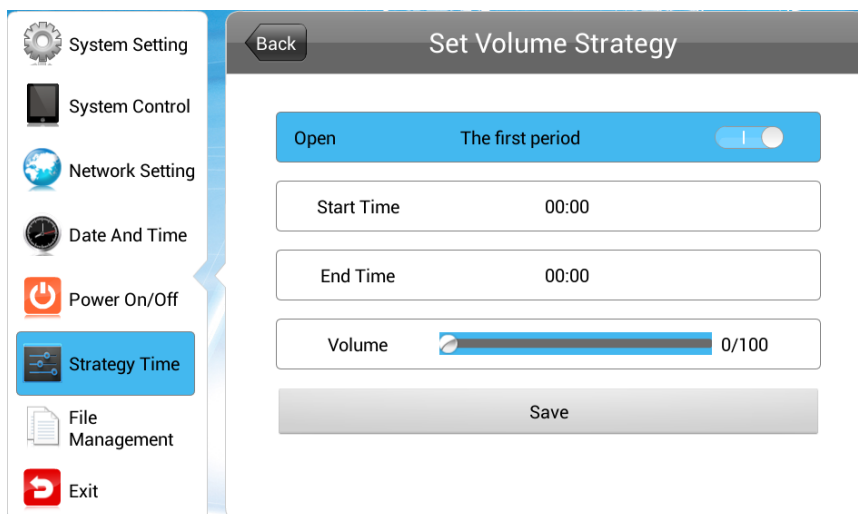 System Setting
System Control
Network Setting
Date And Time
Power On/Off
Strategy Time
File
Management
Exit
Back
Set Volume Strategy
Open The first period
Start Time 00:00
End Time 00:00
Volume 0/100
Save